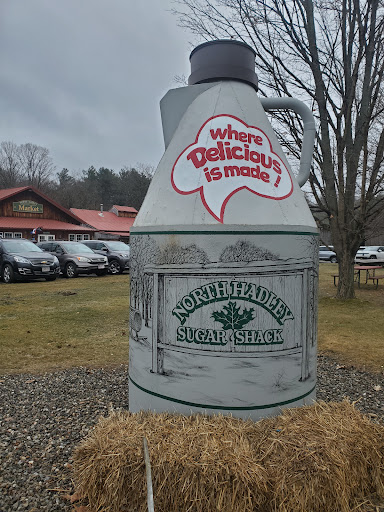 where
Delicious
is made!
NORTH HADLEY
SUGAR SHACK
Market